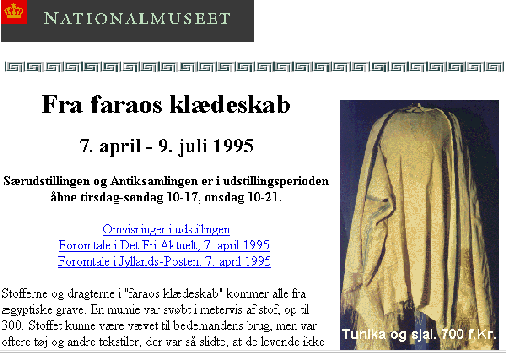 NATIONALMUSEET
Fra faraos klædeskab
7. april - 9. juli 1995
Særudstillingen og Antiksamlingen er i udstillingsperioden
åbne tirsdag-søndag 10-17, onsdag 10-21.
Omvisninger i udstillingen
Foromtale i Det Fri Aktuelt, 7. april 1995
Foromtale i Jyllands-Posten, 7. april 1995
Stofferne og dragterne i "faraos klædeskab" kommer alle fra
ægyptiske grave. En mumie var svøbt i metervis af stof, op til
300. Stoffet kunne være vævet til bedemandens brug, men var
oftere tøj og andre tekstiler, der var så slidte, at de levende ikke
Tunika og sjal. 700 f.Kr.